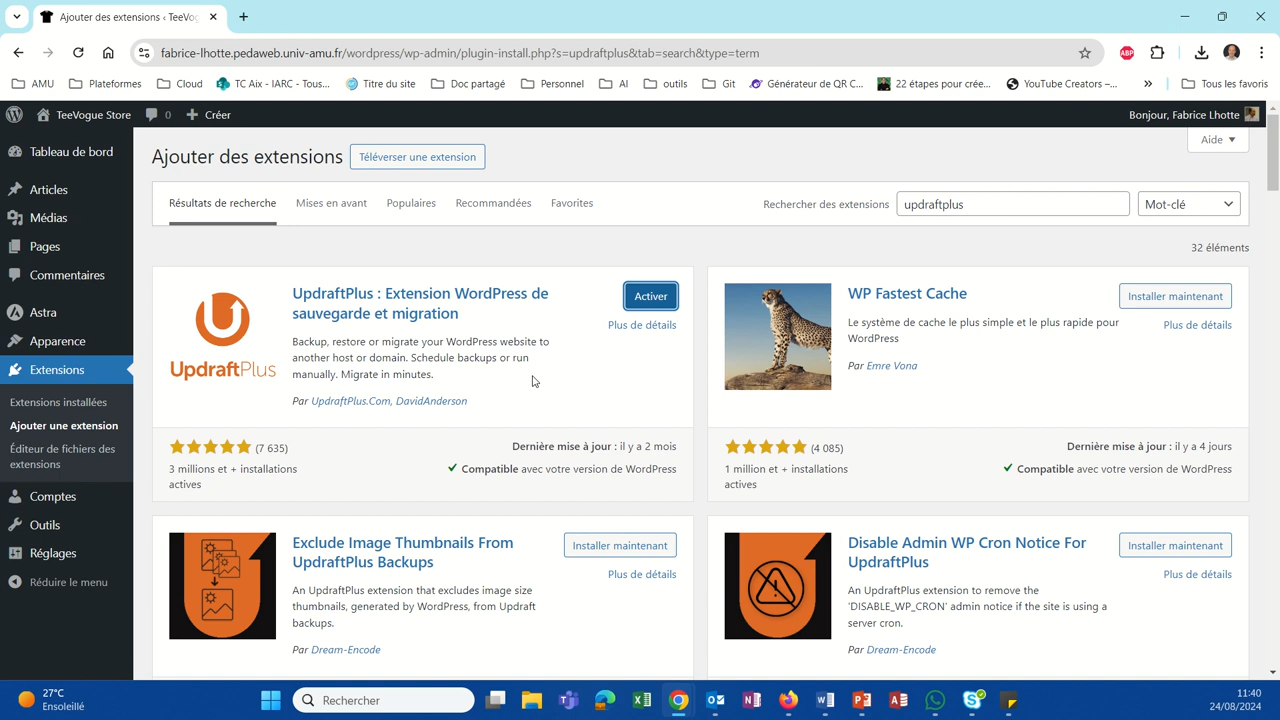 Ajouter des extensions ‹ TeeVog
fabrice-lhotte.pedaweb.univ-amu.fr/wordpress/wp-admin/plugin-install.php?s=updraftplus&tab=search&type=term
ABP
AMU
Plateformes
Cloud
TC Aix - IARC - Tous...
Titre du site
Doc partagé
Personnel
AI
outils
Git
Générateur de QR C...
22 étapes pour crée...
YouTube Creators –...
Tous les favoris
TeeVogue Store
0
Créer
Bonjour, Fabrice Lhotte
Tableau de bord
Articles
Médias
Pages
Commentaires
Astra
Apparence
Extensions
Extensions installées
Ajouter une extension
Éditeur de fichiers des
extensions
Comptes
Outils
Réglages
Réduire le menu
Aide
Ajouter des extensions
Téléverser une extension
Résultats de recherche
Mises en avant
Populaires
Recommandées
Favorites
Rechercher des extensions
updraftplus
Mot-clé
32 éléments
UpdraftPlus
UpdraftPlus : Extension WordPress de
sauvegarde et migration
Activer
Plus de détails
Backup, restore or migrate your WordPress website to
another host or domain. Schedule backups or run
manually. Migrate in minutes.
Par UpdraftPlus.Com, DavidAnderson
(7 635)
3 millions et + installations
actives
Dernière mise à jour : il y a 2 mois
Compatible avec votre version de WordPress
WP Fastest Cache
Installer maintenant
Plus de détails
Le système de cache le plus simple et le plus rapide pour
WordPress
Par Emre Vona
(4 085)
1 million et + installations
actives
Dernière mise à jour : il y a 4 jours
Compatible avec votre version de WordPress
Exclude Image Thumbnails From
UpdraftPlus Backups
Installer maintenant
Plus de détails
An UpdraftPlus extension that excludes image size
thumbnails, generated by WordPress, from Updraft
backups.
Par Dream-Encode
Disable Admin WP Cron Notice For
UpdraftPlus
Installer maintenant
Plus de détails
An UpdraftPlus extension to remove the
'DISABLE_WP_CRON' admin notice if the site is using a
server cron.
Par Dream-Encode
27°C
Ensoleillé
Rechercher
11:40
24/08/2024